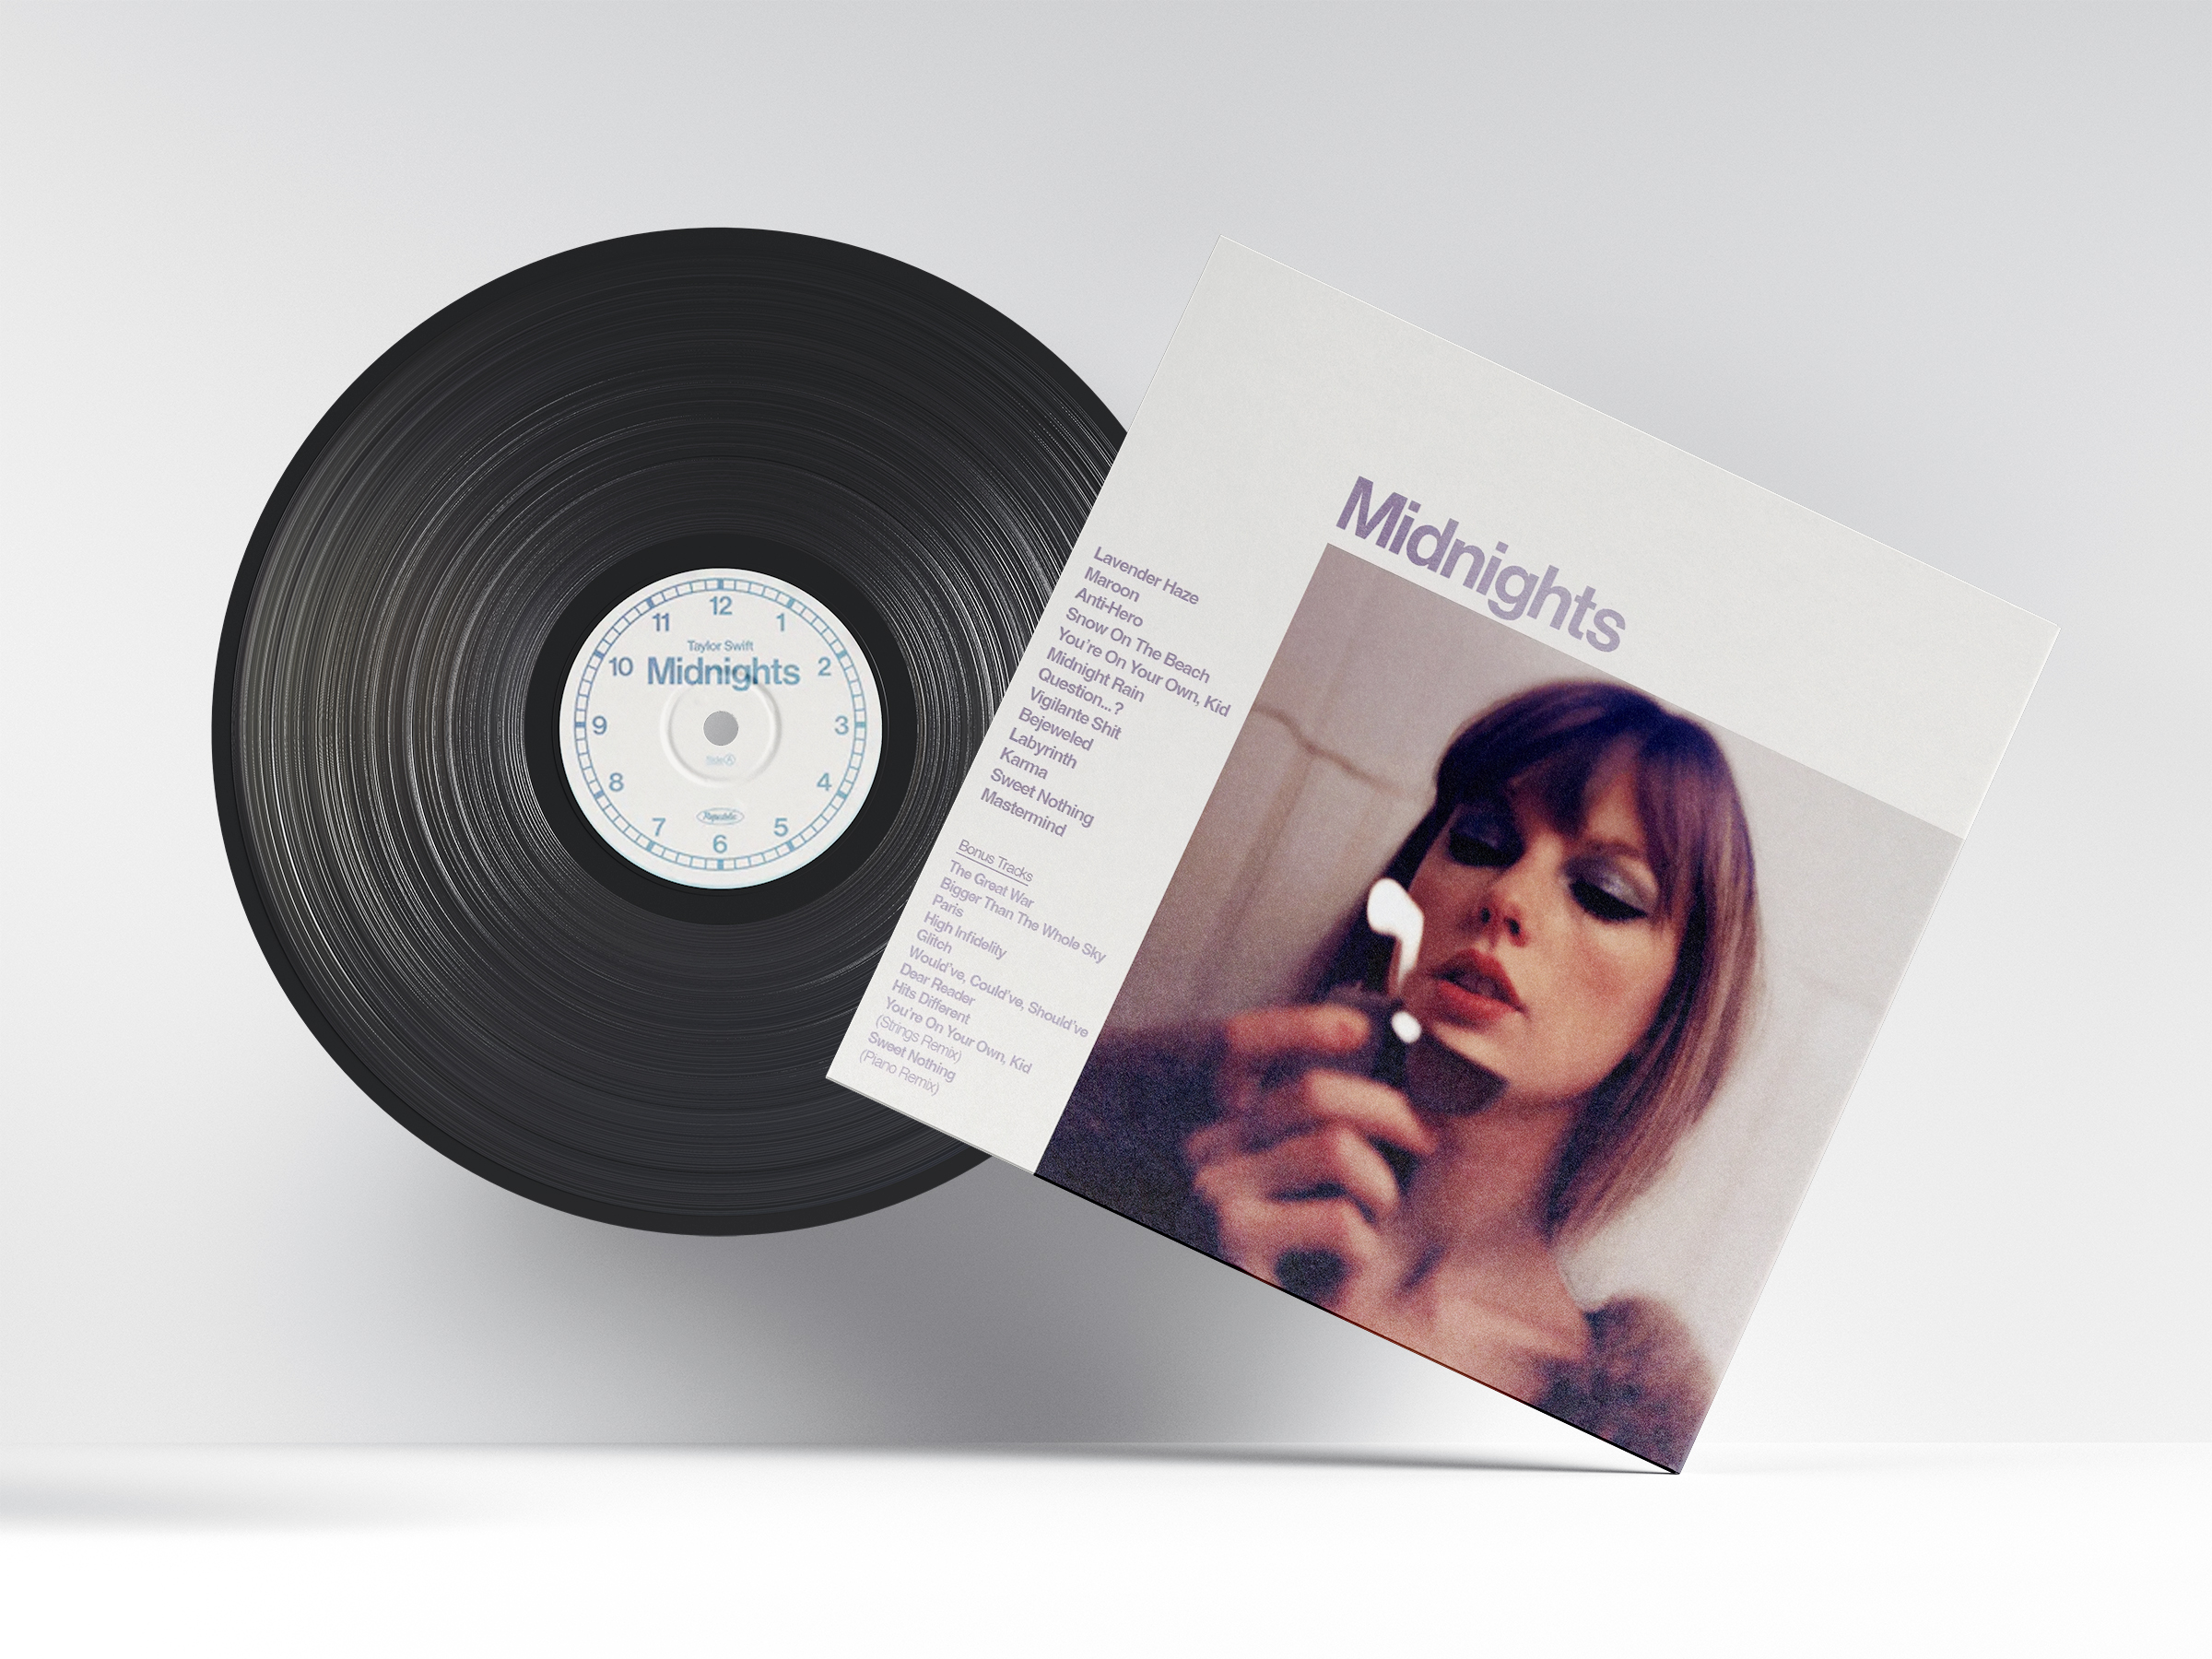 12
11
1
Taylor Swift
10
Midnights
2
9
3
Side A
8
4
Republic
7
5
6
Midnights
Lavender Haze
Maroon
Anti-Hero
Snow On The Beach
You're On Your Own, Kid
Midnight Rain
Question...?
Vigilante Shit
Bejeweled
Labyrinth
Karma
Sweet Nothing
Mastermind
Bonus Tracks
The Great War
Bigger Than The Whole Sky
Paris
High Infidelity
Glitch
Would've, Could've, Should've
Dear Reader
Hits Different
You're On Your Own, Kid
(Strings Remix)
Sweet Nothing
(Piano Remix)